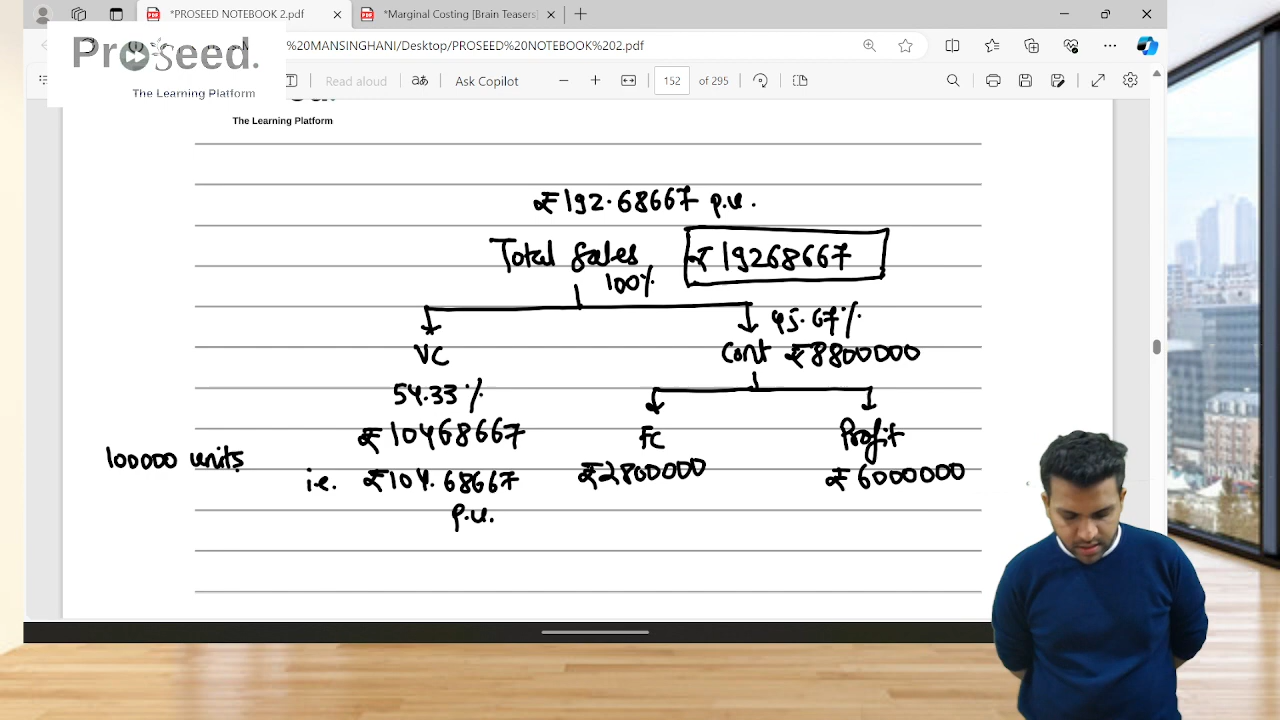 *PROSEED NOTEBOOK 2.pdf
*Marginal Costing [Brain Teasers]
Proseed.
The Learning Platform
%20MANSINGHANI/Desktop/PROSEED%20NOTEBOOK%202.pdf
Read aloud
aあ
Ask Copilot
152 of 295
The Learning Platform
₹192.68667 p.u.
Total Sales ₹19268667
100%
45.67%
VC
Cont ₹8800000
54.33%
₹10468667
FC
Profit
100000 units
₹2800000
₹6000000
i.e. ₹104.68667
p.u.